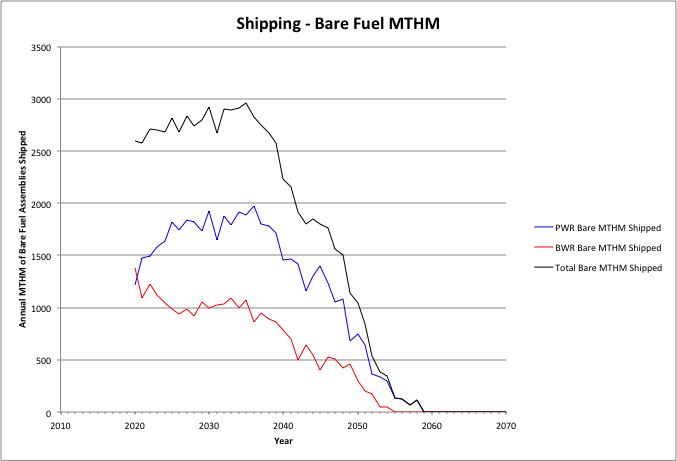 Shipping - Bare Fuel MTHM
Annual MTHM of Bare Fuel Assemblies Shipped
3500
3000
2500
2000
1500
1000
500
0
2010
2020
2030
2040
2050
2060
2070
Year
PWR Bare MTHM Shipped
BWR Bare MTHM Shipped
Total Bare MTHM Shipped